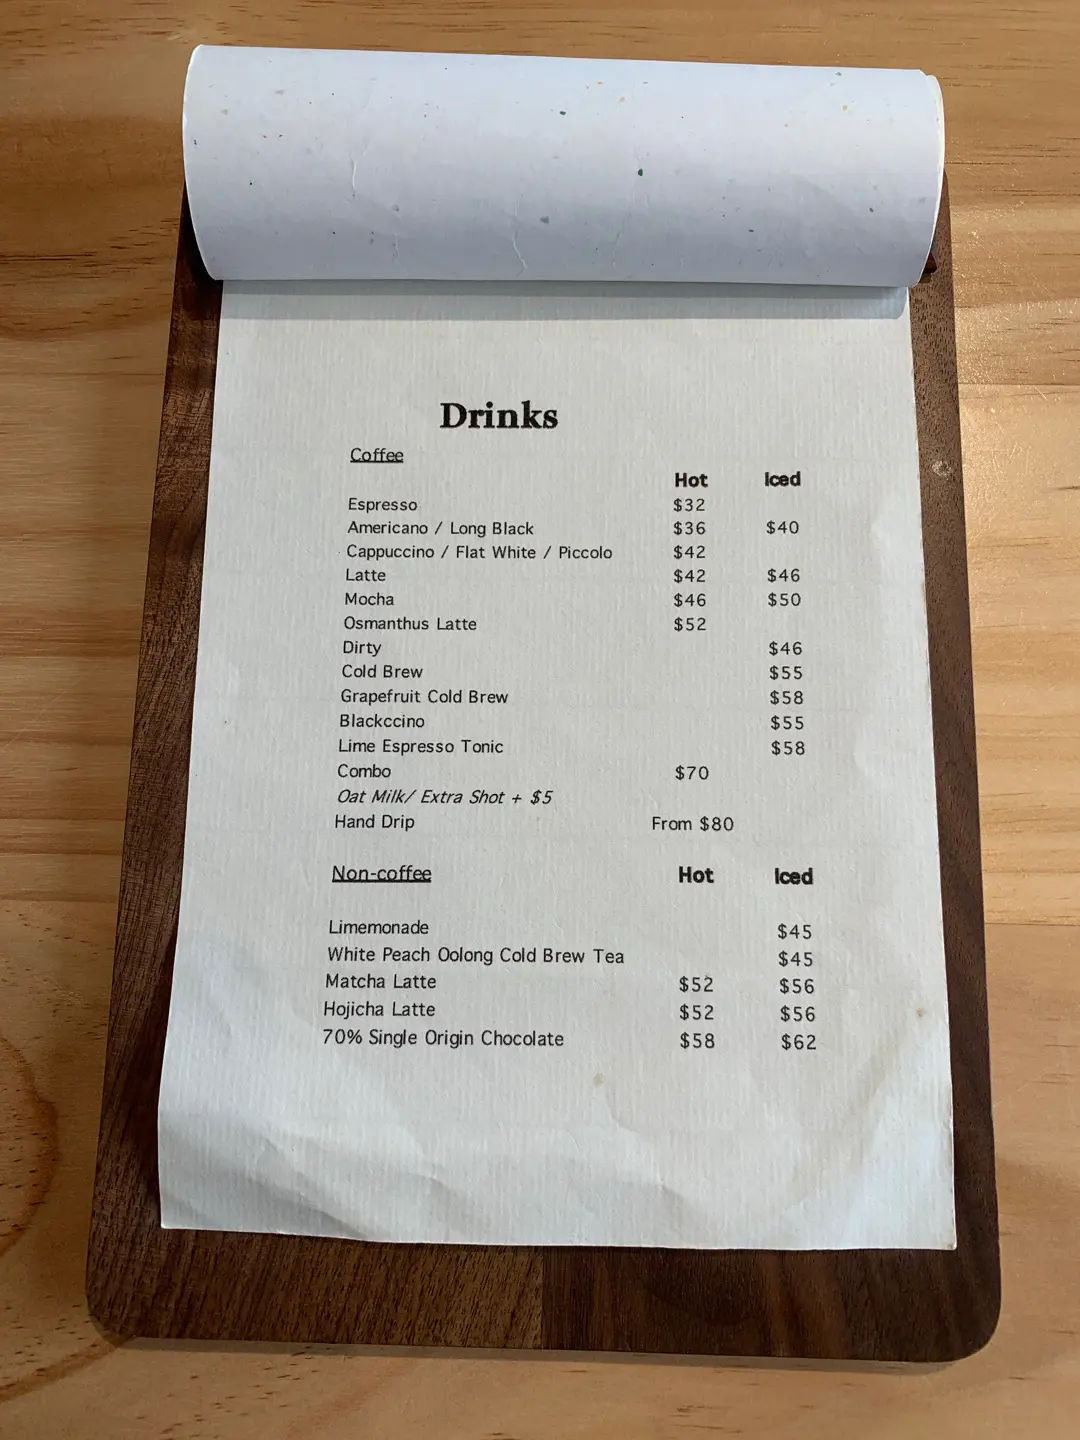 Drinks
Coffee
Hot Iced
Espresso $32
Americano / Long Black $36 $40
Cappuccino / Flat White / Piccolo $42
Latte $42 $46
Mocha $46 $50
Osmanthus Latte $52
Dirty $46
Cold Brew $55
Grapefruit Cold Brew $58
Blackccino $55
Lime Espresso Tonic $58
Combo $70
Oat Milk/ Extra Shot + $5
Hand Drip From $80
Non-coffee Hot Iced
Limemonade $45
White Peach Oolong Cold Brew Tea $45
Matcha Latte $52 $56
Hojicha Latte $52 $56
70% Single Origin Chocolate $58 $62